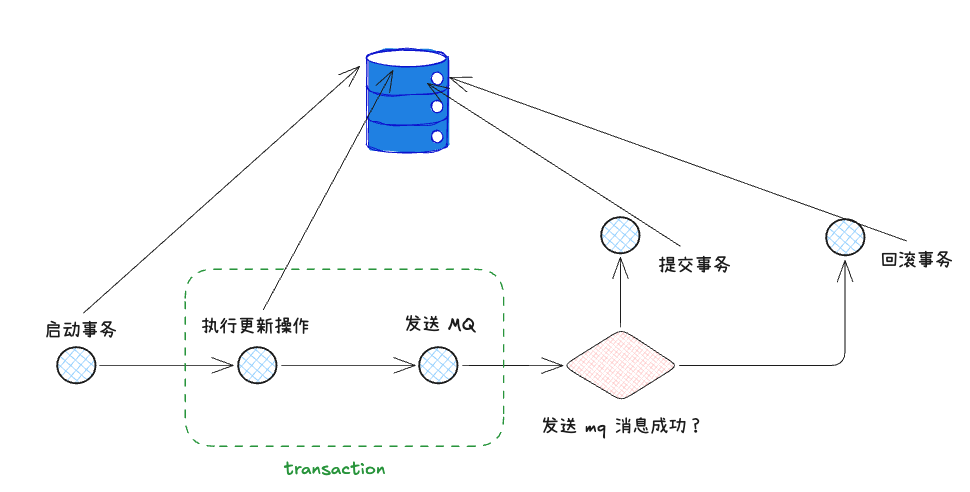 提交事务
回滚事务
启动事务
执行更新操作
发送 MQ
发送 mq 消息成功？
transaction